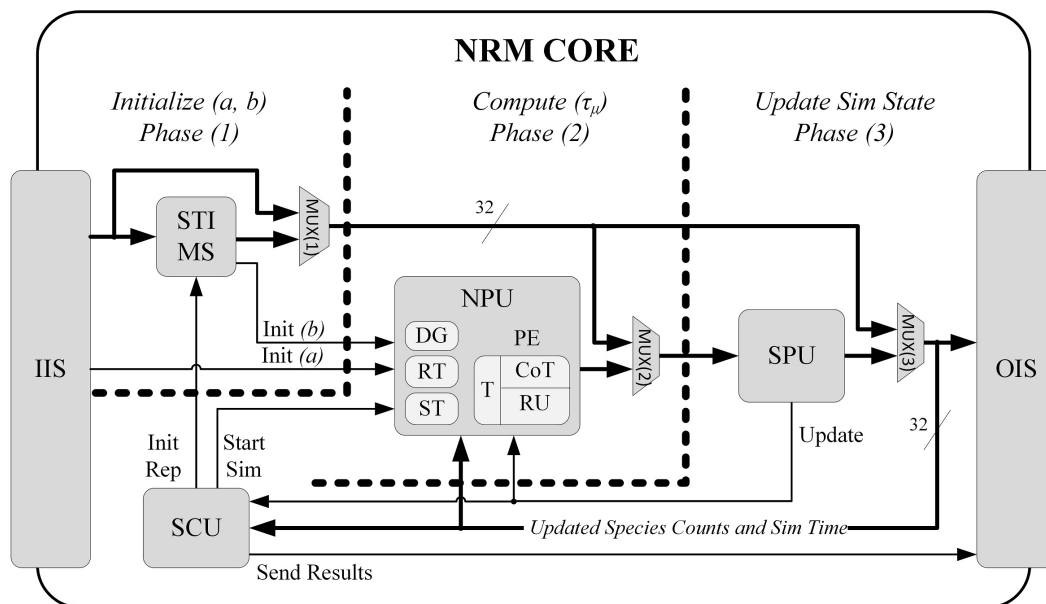 NRM CORE
Initialize (a, b)
Phase (1)
Compute (τμ)
Phase (2)
Update Sim State
Phase (3)
IIS
STI
MS
MUX(1)
32
Init (b)
Init (a)
NPU
DG
RT
ST
PE
T
CoT
RU
MUX(2)
SPU
MUX(3)
OIS
32
Update
Init
Rep
Start
Sim
SCU
Updated Species Counts and Sim Time
Send Results